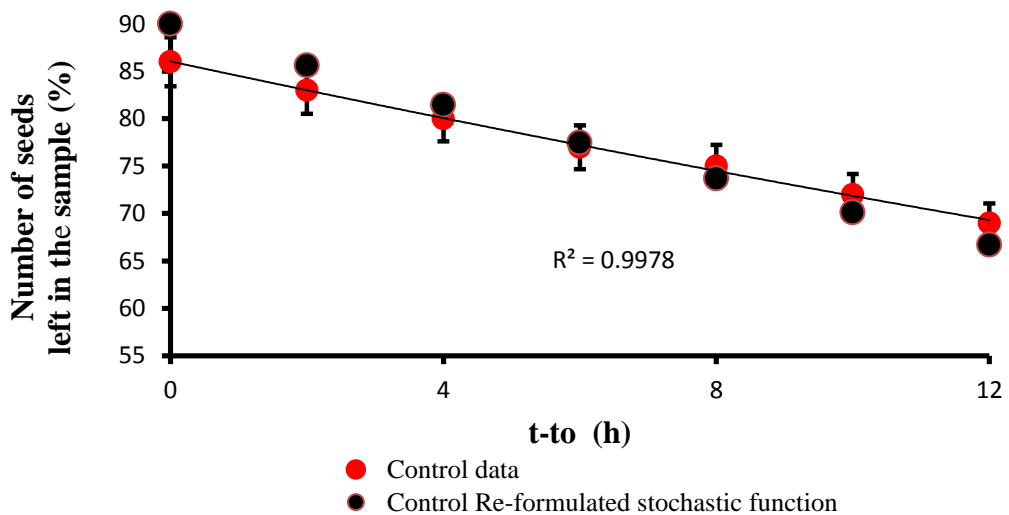 Number of seeds
left in the sample (%)
90
85
80
75
70
65
60
55
R² = 0.9978
0
4
8
12
t-to (h)
Control data
Control Re-formulated stochastic function